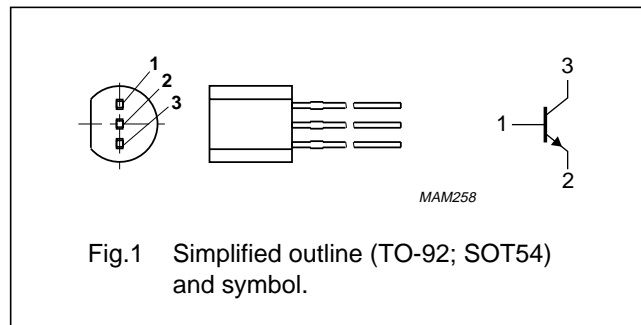 1
2
3
3
1
2
MAM258
Fig.1 Simplified outline (TO-92; SOT54)
and symbol.